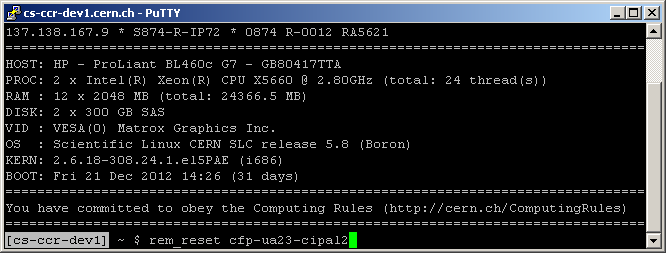 cs-ccr-dev1.cern.ch - PuTTY
137.138.167.9 * S874-R-IP72 * 0874 R-0012 RA5621
================================================================================
HOST: HP - ProLiant BL460c G7 - GB80417TTA
PROC: 2 x Intel(R) Xeon(R) CPU X5660 @ 2.80GHz (total: 24 thread(s))
RAM : 12 x 2048 MB (total: 24366.5 MB)
DISK: 2 x 300 GB SAS
VID : VESA(0) Matrox Graphics Inc.
OS  : Scientific Linux CERN SLC release 5.8 (Boron)
KERN: 2.6.18-308.24.1.el5PAE (i686)
BOOT: Fri 21 Dec 2012 14:26 (31 days)
================================================================================
You have committed to obey the Computing Rules (http://cern.ch/ComputingRules)
================================================================================
[cs-ccr-dev1] ~ $ rem_reset cfp-ua23-cipal2